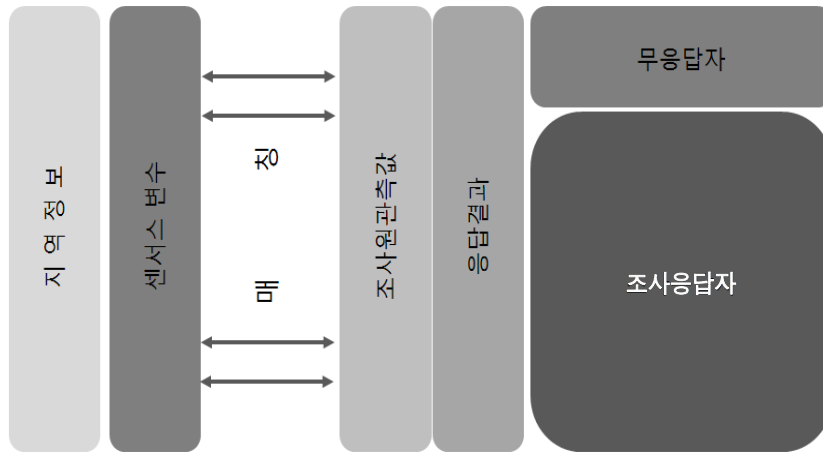 지역정보
센서스 변수
매 칭
조사원관측값
응답결과
무응답자
조사응답자